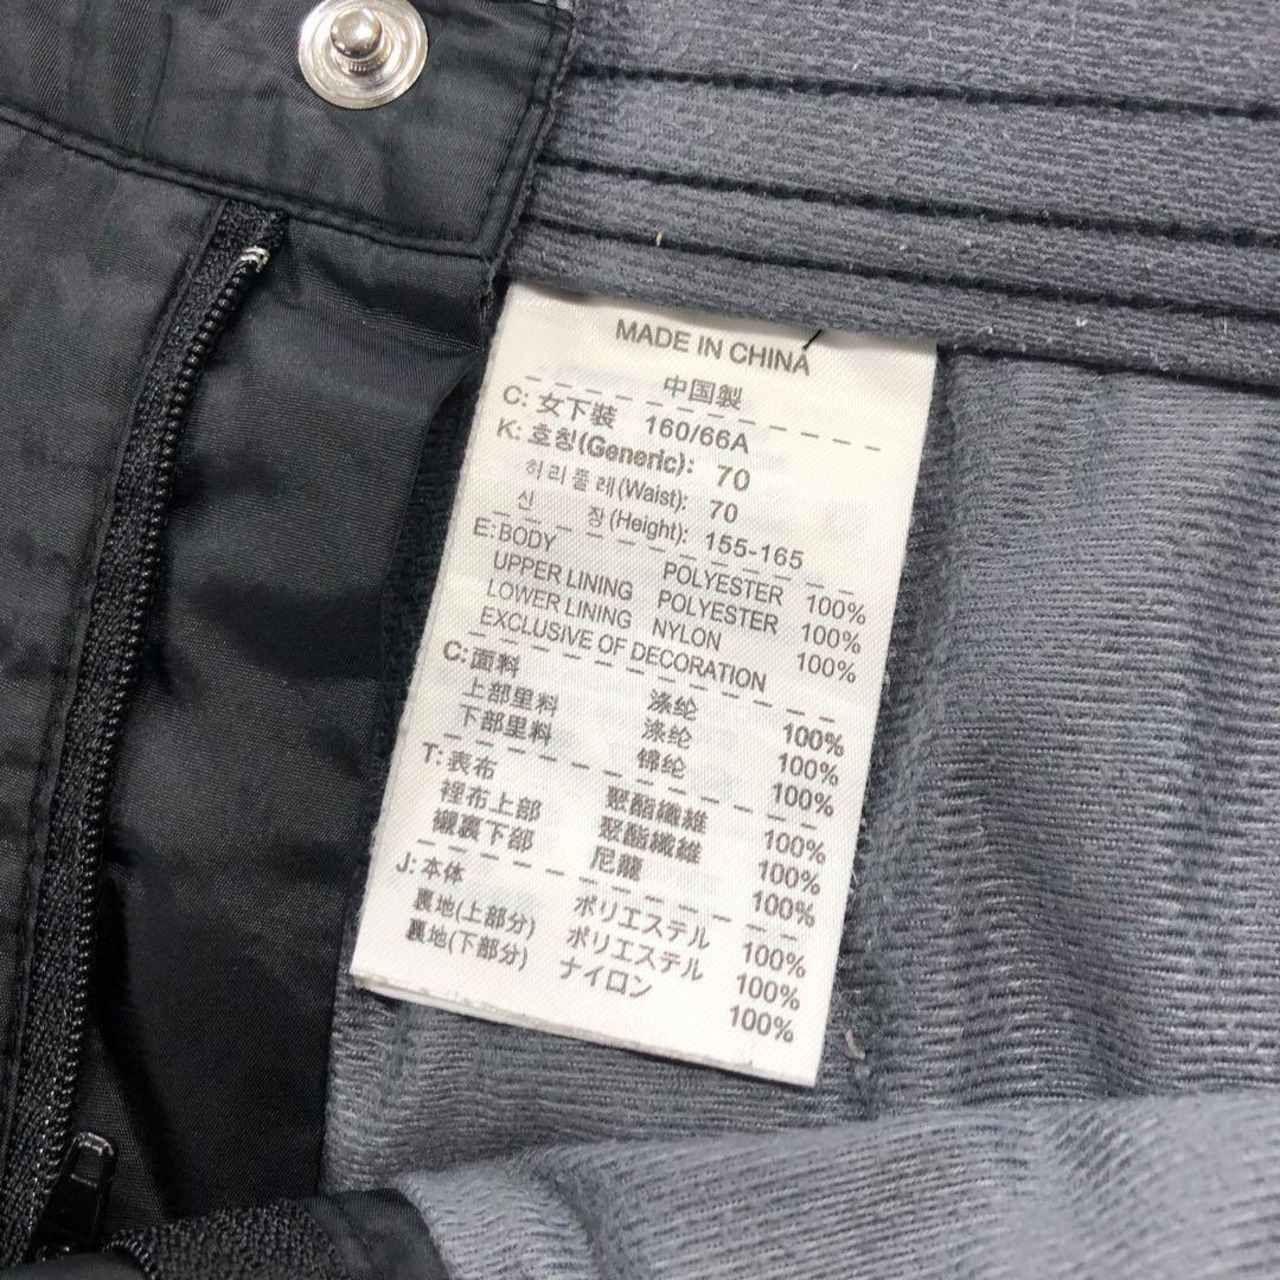 MADE IN CHINA
中国製
C: 女下装 160/66A
K: 호칭(Generic): 70
허리둘레(Waist): 70
신 장(Height): 155-165
E: BODY POLYESTER 100%
UPPER LINING POLYESTER 100%
LOWER LINING NYLON 100%
EXCLUSIVE OF DECORATION
C: 面料 涤纶 100%
上部里料 涤纶 100%
下部里料 锦纶 100%
T: 表布 聚酯纖維 100%
裡布上部 聚酯纖維 100%
襯裏下部 尼龍 100%
J: 本体 ポリエステル 100%
裏地(上部分) ポリエステル 100%
裏地(下部分) ナイロン 100%